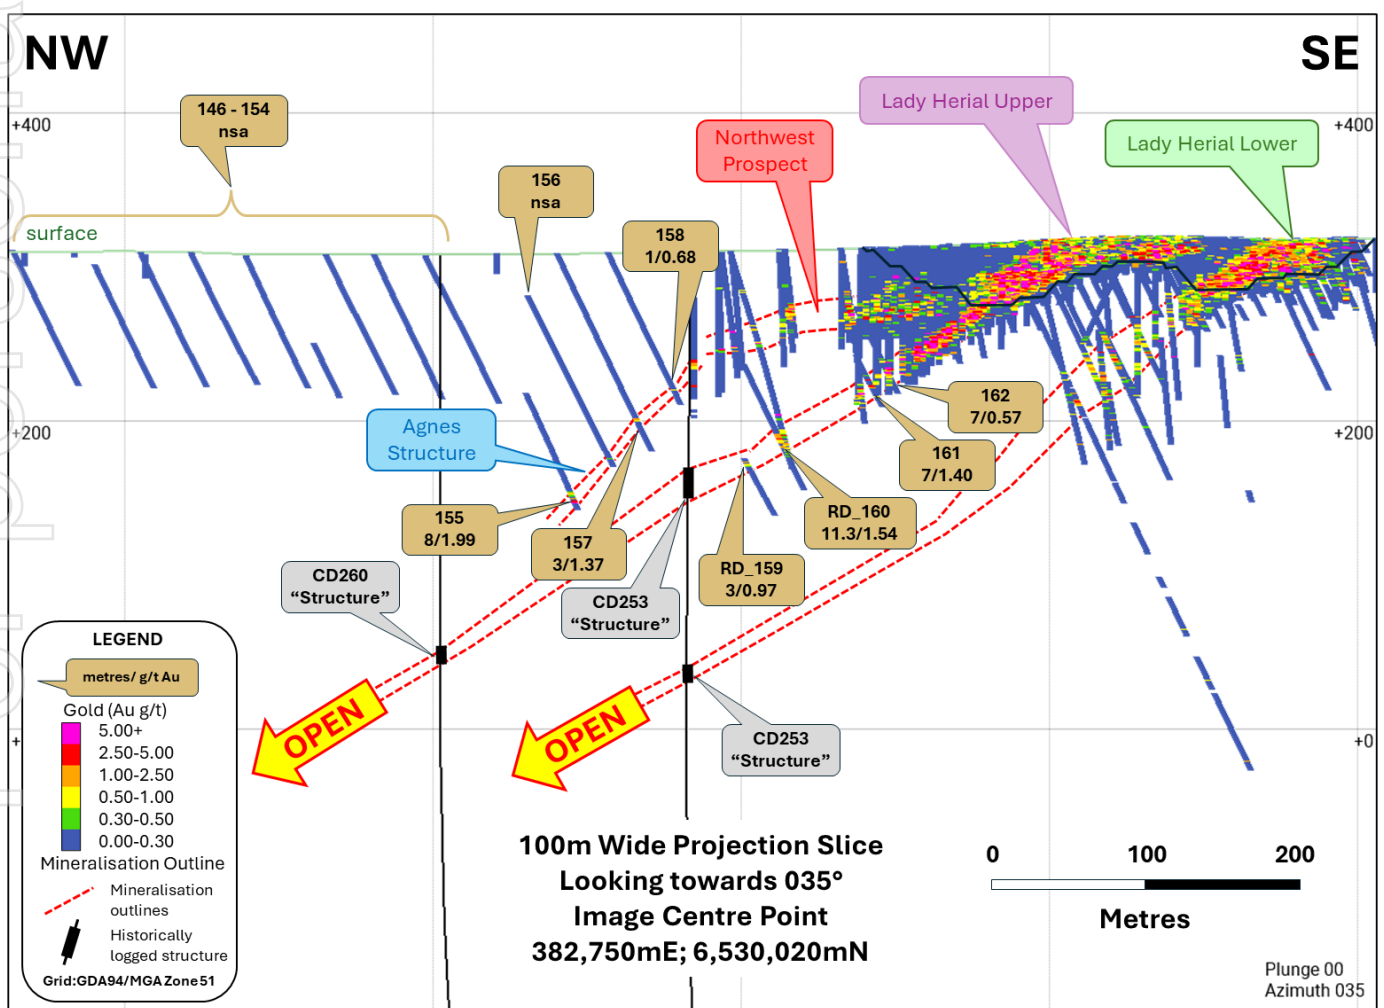 NW
SE
+400
+400
146 - 154
nsa
156
nsa
158
1/0.68
Northwest
Prospect
Lady Herial Upper
Lady Herial Lower
surface
+200
+200
Agnes
Structure
162
7/0.57
161
7/1.40
155
8/1.99
157
3/1.37
RD_160
11.3/1.54
RD_159
3/0.97
CD260
“Structure”
CD253
“Structure”
OPEN
OPEN
CD253
“Structure”
+
+0
LEGEND
metres/ g/t Au
Gold (Au g/t)
5.00+
2.50-5.00
1.00-2.50
0.50-1.00
0.30-0.50
0.00-0.30
Mineralisation Outline
Mineralisation
outlines
Historically
logged structure
Grid:GDA94/MGA Zone 51
100m Wide Projection Slice
Looking towards 035°
Image Centre Point
382,750mE; 6,530,020mN
0 100 200
Metres
Plunge 00
Azimuth 035